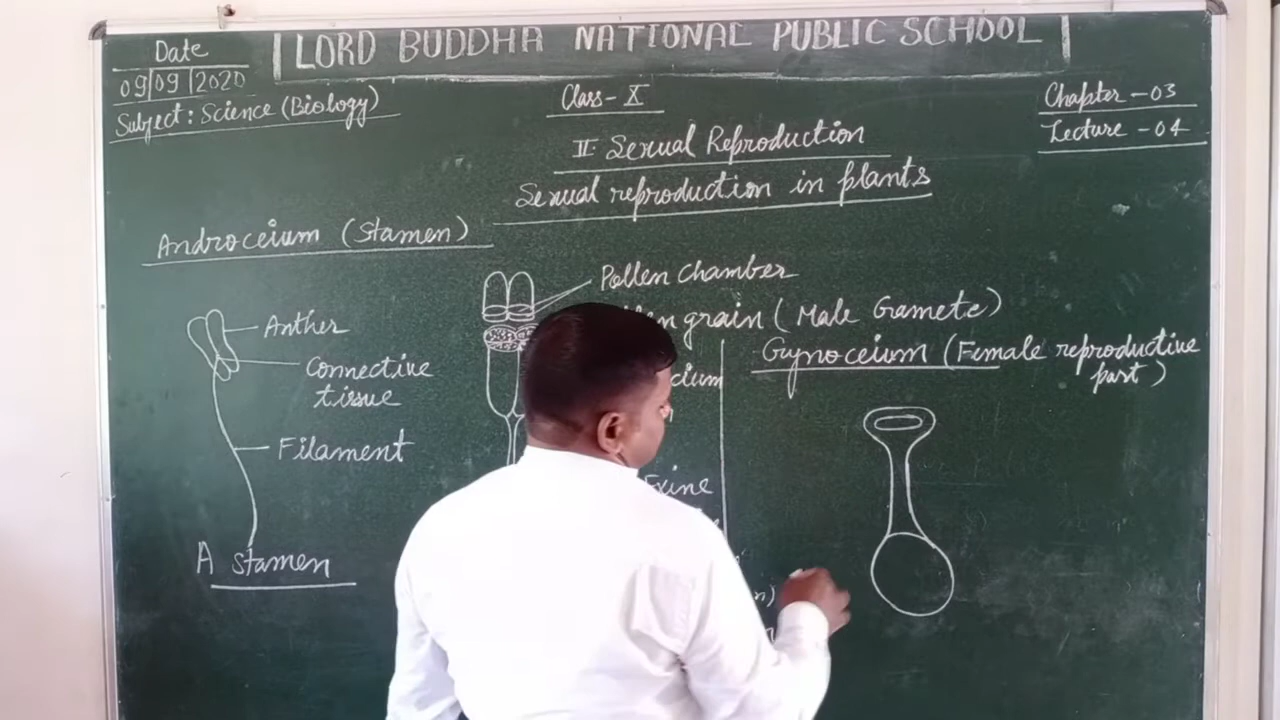 LORD BUDDHA NATIONAL PUBLIC SCHOOL
Date
09/09/2020
Subject: Science (Biology)
Class - X
Chapter - 03
Lecture - 04
II. Sexual Reproduction
Sexual reproduction in plants
Androceium (Stamen)
Anther
Connective
tissue
Filament
A stamen
Pollen chamber
grain (Male Gamete)
Exine
Gynoceium (Female reproductive
part)